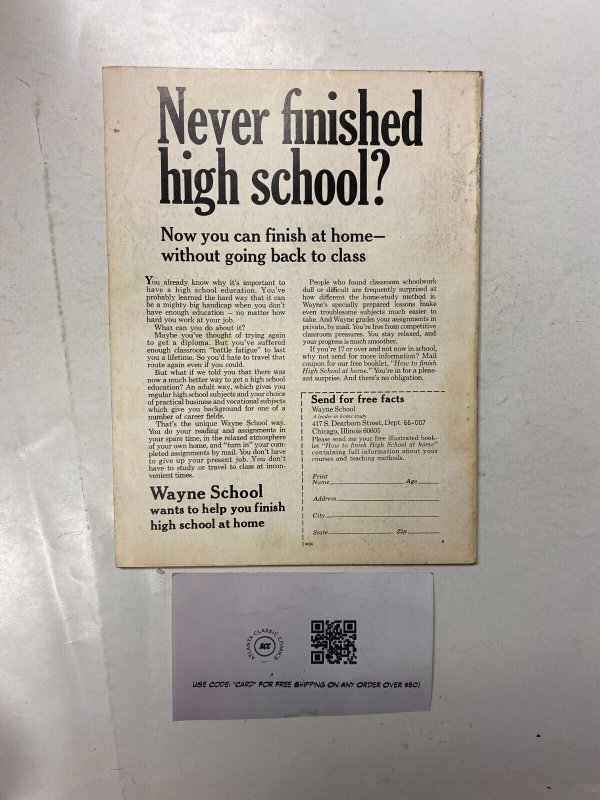 Never finished
high school?
Now you can finish at home—
without going back to class
You already know why it's important to
have a high school education. You've
probably learned the hard way that it can
be a mighty big handicap when you don't
have enough education – no matter how
hard you work at your job.
What can you do about it?
Maybe you've thought of trying again
to get a diploma. But you've suffered
enough classroom "battle fatigue" to last
you a lifetime. So you'd hate to travel that
route again even if you could.
But what if we told you that there was
now a much better way to get a high school
education? An adult way, which gives you
regular high school subjects and your choice
of practical business and vocational subjects
which give you background for one of a
number of career fields.
That's the unique Wayne School way.
You do your reading and assignments in
your spare time, in the relaxed atmosphere
of your own home, and "turn in" your com-
pleted assignments by mail. You don't have
to give up your present job. You don't
have to study or travel to class at incon-
venient times.
Wayne School
wants to help you finish
high school at home
People who found classroom schoolwork
dull or difficult are frequently surprised at
how different the home-study method is.
Wayne's specially prepared lessons make
even troublesome subjects much easier to
take. And Wayne grades your assignments in
private, by mail. You're free from competitive
classroom pressures. You stay relaxed, and
your progress is much smoother.
If you're 17 or over and not now in school,
why not send for more information? Mail
coupon for our free booklet, "How to finish
High School at home." You're in for a pleas-
ant surprise. And there's no obligation.
Send for free facts
Wayne School
A leader in home study
417 S. Dearborn Street, Dept. 66-007
Chicago, Illinois 60605
Please send me your free illustrated book-
let "How to finish High School at home"
containing full information about your
courses and teaching methods.
Print
Name Age
Address
City
State Zip
ATLANTA CLASSIC COMICS
ACC
USE CODE: "CARD" FOR FREE SHIPPING ON ANY ORDER OVER $50!